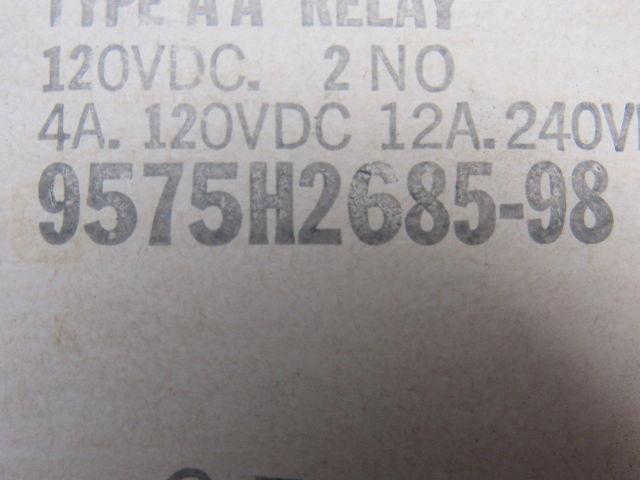 TYPE AA RELAY
120VDC. 2 NO
4A. 120VDC 12A. 240V
9575H2685-98